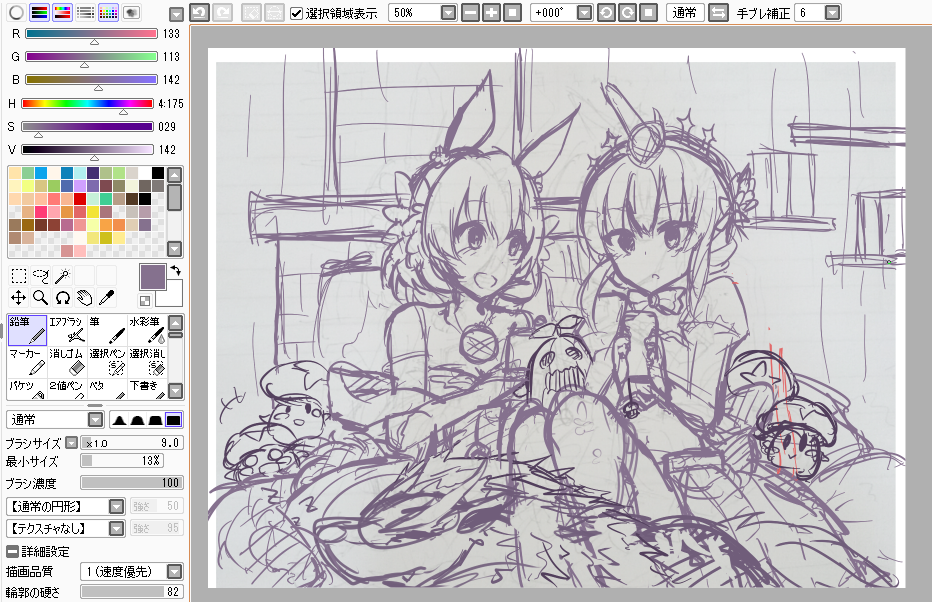 選択領域表示
50%
+000°
通常
手ブレ補正 6
R 133
G 113
B 142
H 4:175
S 029
V 142
鉛筆 エアブラシ 筆 水彩筆
マーカー 消しゴム 選択ペン 選択消し
バケツ 2値ペン ベタ 下書き
通常
ブラシサイズ x1.0 9.0
最小サイズ 13%
ブラシ濃度 100
【通常の円形】 強さ 50
【テクスチャなし】 強さ 95
詳細設定
描画品質 1(速度優先)
輪郭の硬さ 82